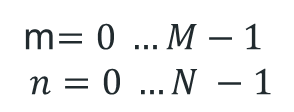 m= 0 ... M − 1
n = 0 ... N − 1